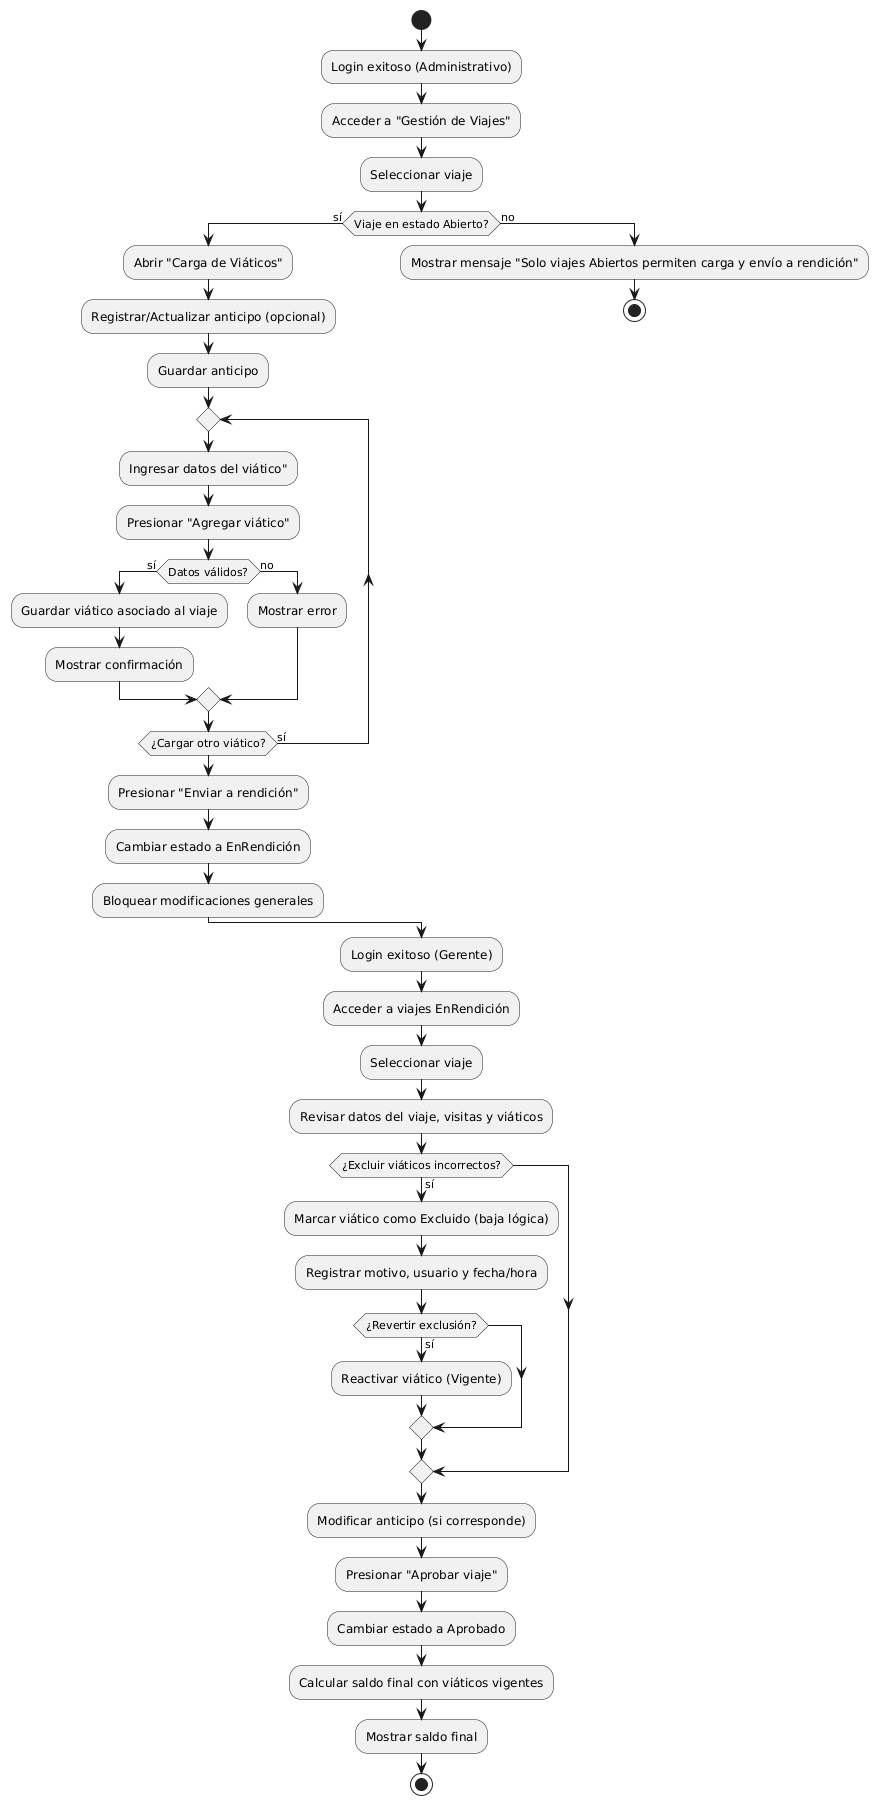 Login exitoso (Administrativo)
Acceder a "Gestión de Viajes"
Seleccionar viaje
sí
Viaje en estado Abierto?
no
Abrir "Carga de Viáticos"
Mostrar mensaje "Solo viajes Abiertos permiten carga y envío a rendición"
Registrar/Actualizar anticipo (opcional)
Guardar anticipo
Ingresar datos del viático"
Presionar "Agregar viático"
sí
Datos válidos?
no
Guardar viático asociado al viaje
Mostrar error
Mostrar confirmación
¿Cargar otro viático?
sí
Presionar "Enviar a rendición"
Cambiar estado a EnRendición
Bloquear modificaciones generales
Login exitoso (Gerente)
Acceder a viajes EnRendición
Seleccionar viaje
Revisar datos del viaje, visitas y viáticos
¿Excluir viáticos incorrectos?
sí
Marcar viático como Excluido (baja lógica)
Registrar motivo, usuario y fecha/hora
¿Revertir exclusión?
sí
Reactivar viático (Vigente)
Modificar anticipo (si corresponde)
Presionar "Aprobar viaje"
Cambiar estado a Aprobado
Calcular saldo final con viáticos vigentes
Mostrar saldo final